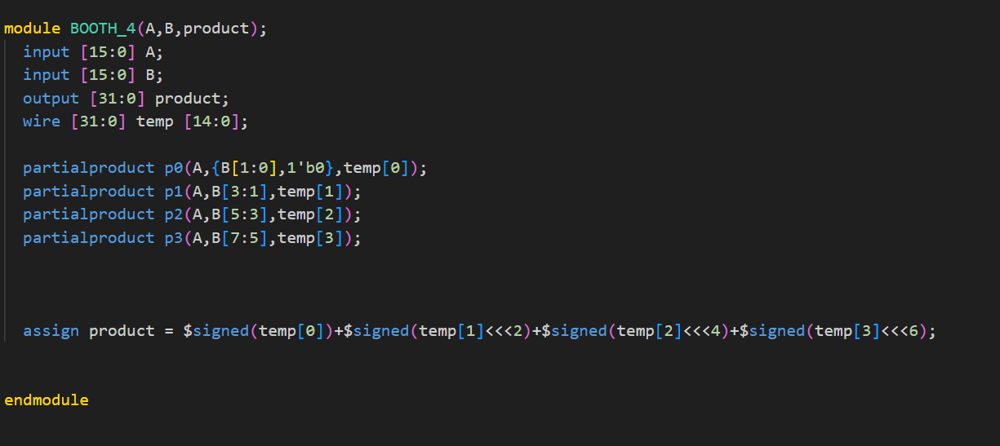 module BOOTH_4(A,B,product);
input [15:0] A;
input [15:0] B;
output [31:0] product;
wire [31:0] temp [14:0];
partialproduct p0(A,{B[1:0],1'b0},temp[0]);
partialproduct p1(A,B[3:1],temp[1]);
partialproduct p2(A,B[5:3],temp[2]);
partialproduct p3(A,B[7:5],temp[3]);
assign product = $signed(temp[0])+$signed(temp[1]<<<2)+$signed(temp[2]<<<4)+$signed(temp[3]<<<6);
endmodule